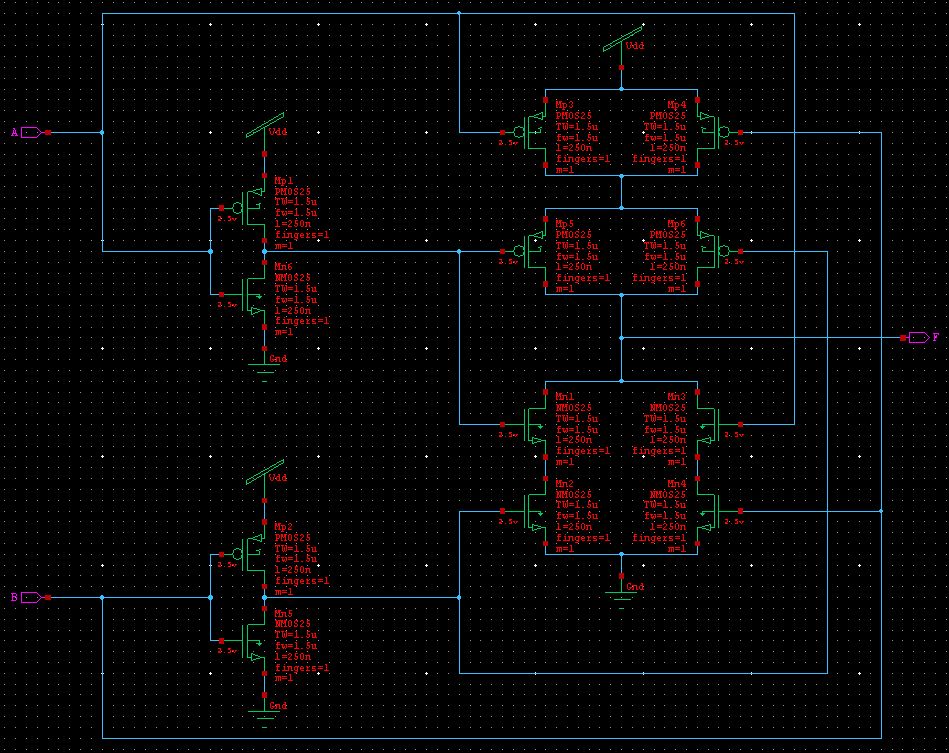 Vdd
Mp3
PMOS25
TW=1.5u
fw=1.5u
l=250n
fingers=1
m=1
2.5v
Mp4
PMOS25
TW=1.5u
fw=1.5u
l=250n
fingers=1
m=1
2.5v
A
Vdd
Mp1
PMOS25
TW=1.5u
fw=1.5u
l=250n
fingers=1
m=1
2.5v
Mp5
PMOS25
TW=1.5u
fw=1.5u
l=250n
fingers=1
m=1
2.5v
Mp6
PMOS25
TW=1.5u
fw=1.5u
l=250n
fingers=1
m=1
2.5v
Mn6
NMOS25
TW=1.5u
fw=1.5u
l=250n
fingers=1
m=1
2.5v
Gnd
F
Mn1
NMOS25
TW=1.5u
fw=1.5u
l=250n
fingers=1
m=1
2.5v
Mn3
NMOS25
TW=1.5u
fw=1.5u
l=250n
fingers=1
m=1
2.5v
Vdd
Mn2
NMOS25
TW=1.5u
fw=1.5u
l=250n
fingers=1
m=1
2.5v
Mn4
NMOS25
TW=1.5u
fw=1.5u
l=250n
fingers=1
m=1
2.5v
Mp2
PMOS25
TW=1.5u
fw=1.5u
l=250n
fingers=1
m=1
2.5v
Gnd
B
Mn5
NMOS25
TW=1.5u
fw=1.5u
l=250n
fingers=1
m=1
2.5v
Gnd